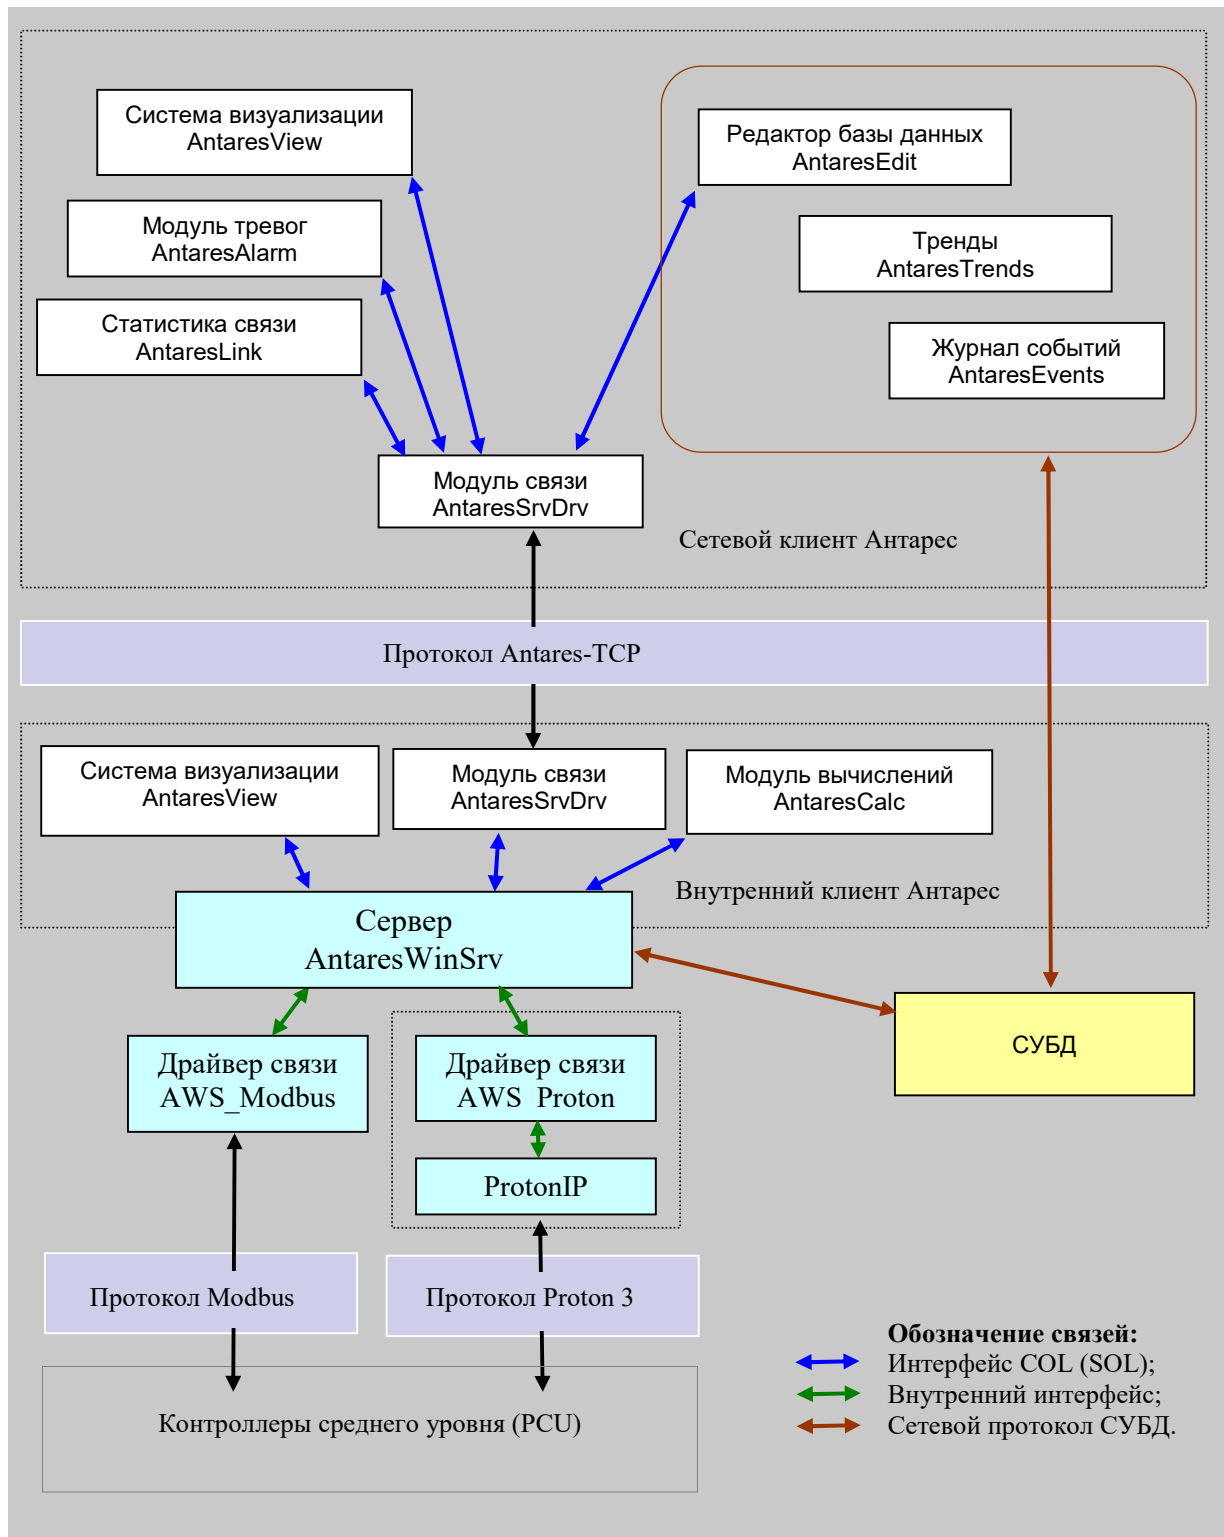 Система визуализации
AntaresView
Редактор базы данных
AntaresEdit
Модуль тревог
AntaresAlarm
Тренды
AntaresTrends
Статистика связи
AntaresLink
Журнал событий
AntaresEvents
Модуль связи
AntaresSrvDrv
Сетевой клиент Антарес
Протокол Antares-TCP
Система визуализации
AntaresView
Модуль связи
AntaresSrvDrv
Модуль вычислений
AntaresCalc
Внутренний клиент Антарес
Сервер
AntaresWinSrv
Драйвер связи
AWS_Modbus
Драйвер связи
AWS Proton
СУБД
ProtonIP
Протокол Modbus
Протокол Proton 3
Контроллеры среднего уровня (PCU)
Обозначение связей:
Интерфейс COL (SOL);
Внутренний интерфейс;
Сетевой протокол СУБД.